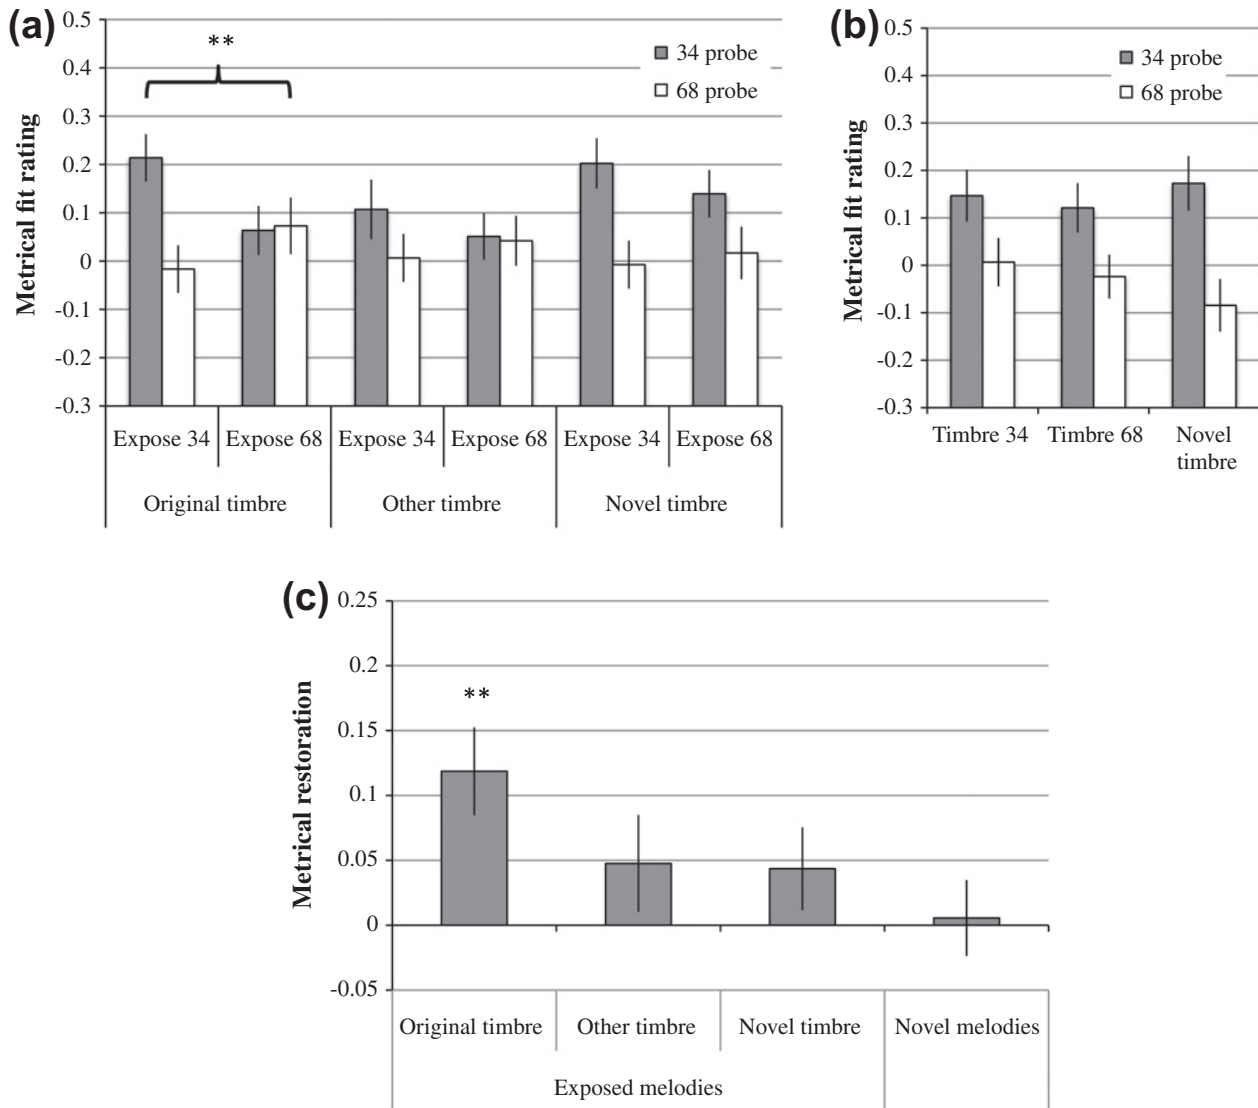 (a)
**
34 probe
68 probe
Metrical fit rating
0.5
0.4
0.3
0.2
0.1
0
-0.1
-0.2
-0.3
Expose 34 Expose 68 Expose 34 Expose 68 Expose 34 Expose 68
Original timbre Other timbre Novel timbre
(b)
34 probe
68 probe
Metrical fit rating
0.5
0.4
0.3
0.2
0.1
0
-0.1
-0.2
-0.3
Timbre 34 Timbre 68 Novel
timbre
(c)
**
Metrical restoration
0.25
0.2
0.15
0.1
0.05
0
-0.05
Original timbre Other timbre Novel timbre Novel melodies
Exposed melodies